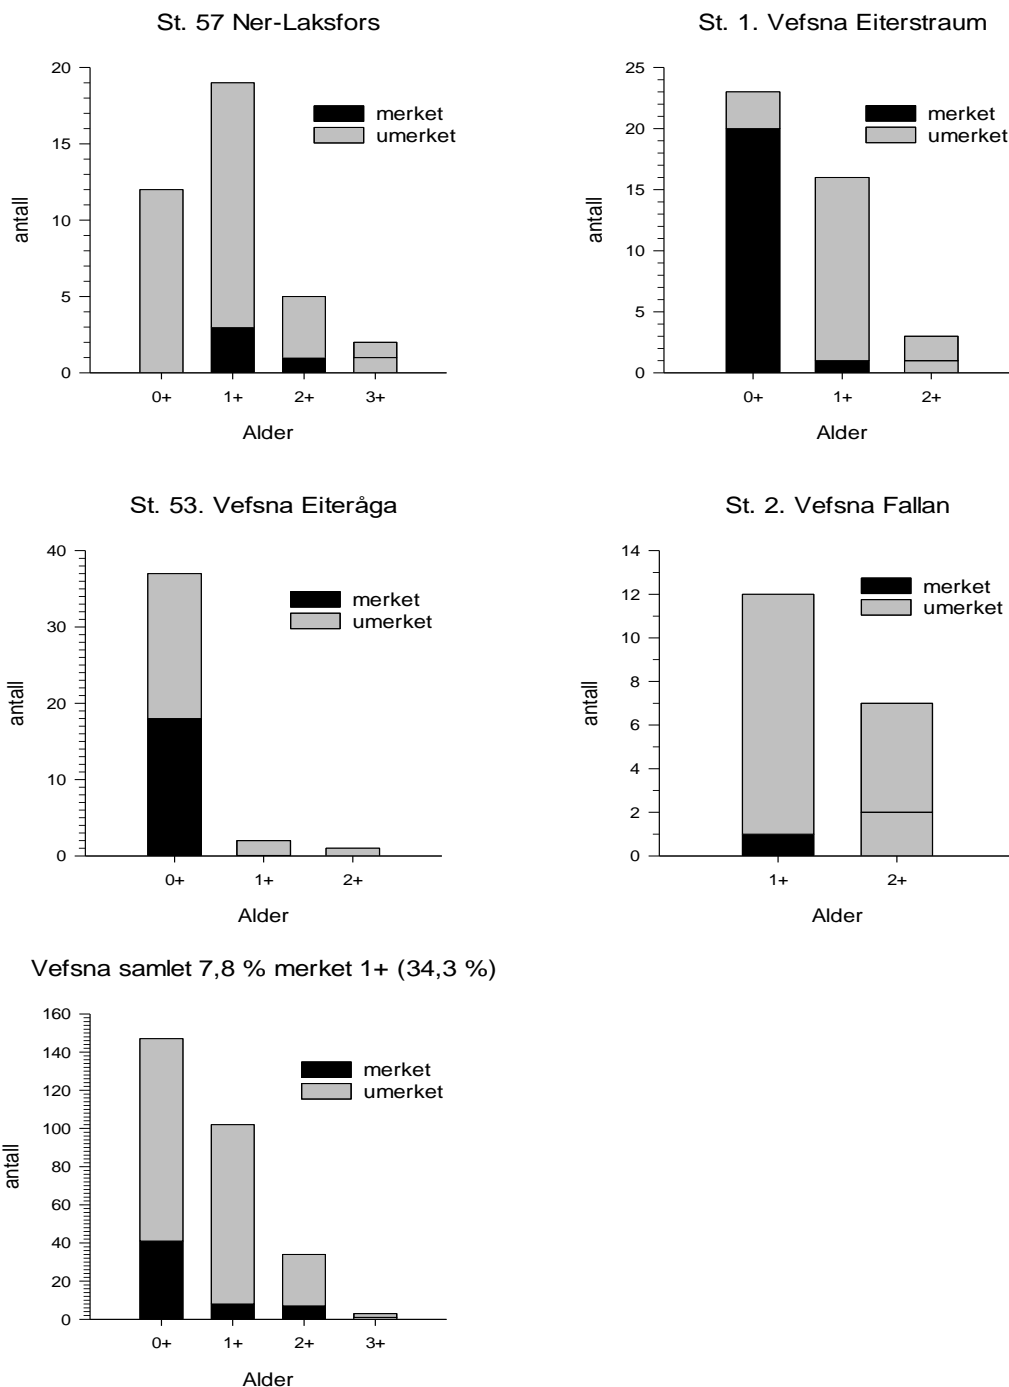 St. 57 Ner-Laksfors
20
15
10
5
0
antall
merket
umerket
0+ 1+ 2+ 3+
Alder
St. 1. Vefsna Eiterstraum
25
20
15
10
5
0
antall
merket
umerket
0+ 1+ 2+
Alder
St. 53. Vefsna Eiteråga
40
30
20
10
0
antall
merket
umerket
0+ 1+ 2+
Alder
St. 2. Vefsna Fallan
14
12
10
8
6
4
2
0
antall
merket
umerket
1+ 2+
Alder
Vefsna samlet 7,8 % merket 1+ (34,3 %)
160
140
120
100
80
60
40
20
0
antall
merket
umerket
0+ 1+ 2+ 3+
Alder